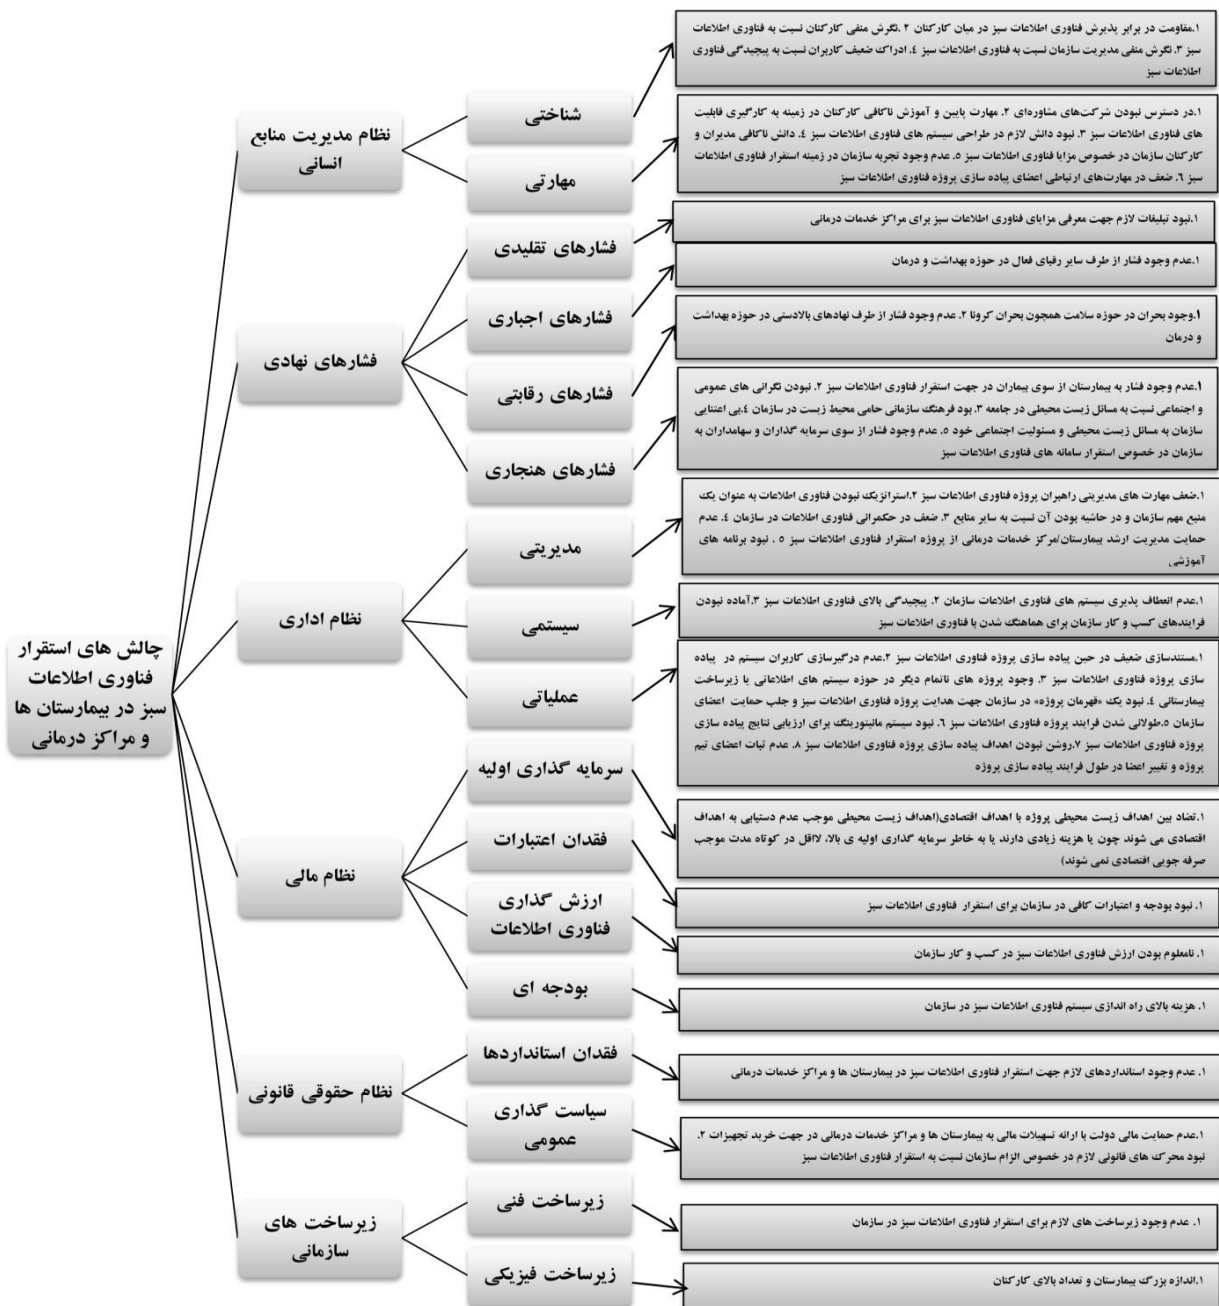 چالش های استقرار
فناوری اطلاعات
سبز در بیمارستان ها
و مراکز درمانی
نظام مدیریت منابع
انسانی
شناختی
۱.مقاومت در برابر پذیرش فناوری اطلاعات سبز در میان کارکنان ۲ .نگرش منفی کارکنان نسبت به فناوری اطلاعات
سبز ۳. نگرش منفی مدیریت سازمان نسبت به فناوری اطلاعات سبز ٤. ادراک ضعیف کاربران نسبت به پیچیدگی فناوری
اطلاعات سبز
مهارتی
۱.در دسترس نبودن شرکت‌های مشاوره‌ای ۲. مهارت پایین و آموزش ناکافی کارکنان در زمینه به کارگیری قابلیت
های فناوری اطلاعات سبز ۳. نبود دانش لازم در طراحی سیستم های فناوری اطلاعات سبز ٤. دانش ناکافی مدیران و
کارکنان سازمان در خصوص مزایا فناوری اطلاعات سبز ٥. عدم وجود تجربه سازمان در زمینه استقرار فناوری اطلاعات
سبز ٦. ضعف در مهارت‌های ارتباطی اعضای پیاده سازی پروژه فناوری اطلاعات سبز
فشارهای نهادی
فشارهای تقلیدی
۱.نبود تبلیغات لازم جهت معرفی مزایای فناوری اطلاعات سبز برای مراکز خدمات درمانی
فشارهای اجباری
۱.عدم وجود فشار از طرف سایر رقبای فعال در حوزه بهداشت و درمان
فشارهای رقابتی
۱.وجود بحران در حوزه سلامت همچون بحران کرونا ۲. عدم وجود فشار از طرف نهادهای بالادستی در حوزه بهداشت
و درمان
فشارهای هنجاری
۱.عدم وجود فشار به بیمارستان از سوی بیماران در جهت استقرار فناوری اطلاعات سبز ۲. نبودن نگرانی های عمومی
و اجتماعی نسبت به مسائل زیست محیطی در جامعه ۳. بود فرهنگ سازمانی حامی محیط زیست در سازمان ٤.بی اعتنایی
سازمان به مسائل زیست محیطی و مسئولیت اجتماعی خود ٥. عدم وجود فشار از سوی سرمایه گذاران و سهامداران به
سازمان در خصوص استقرار سامانه های فناوری اطلاعات سبز
نظام اداری
مدیریتی
۱.ضعف مهارت های مدیریتی راهبران پروژه فناوری اطلاعات سبز ۲.استراتژیک نبودن فناوری اطلاعات به عنوان یک
منبع مهم سازمان و در حاشیه بودن آن نسبت به سایر منابع ۳. ضعف در حکمرانی فناوری اطلاعات در سازمان ٤. عدم
حمایت مدیریت ارشد بیمارستان/مرکز خدمات درمانی از پروژه استقرار فناوری اطلاعات سبز ٥ . نبود برنامه های
آموزشی
سیستمی
۱.عدم انعطاف پذیری سیستم های فناوری اطلاعات سازمان ۲. پیچیدگی بالای فناوری اطلاعات سبز ۳.آماده نبودن
فرایندهای کسب و کار سازمان برای هماهنگ شدن با فناوری اطلاعات سبز
عملیاتی
۱.مستندسازی ضعیف در حین پیاده سازی پروژه فناوری اطلاعات سبز ۲.عدم درگیرسازی کاربران سیستم در پیاده
سازی پروژه فناوری اطلاعات سبز ۳. وجود پروژه های ناتمام دیگر در حوزه سیستم های اطلاعاتی یا زیرساخت
بیمارستانی ٤. نبود یک «قهرمان پروژه» در سازمان جهت هدایت پروژه فناوری اطلاعات سبز و جلب حمایت اعضای
سازمان ٥.طولانی شدن فرایند پروژه فناوری اطلاعات سبز ٦. نبود سیستم مانیتورینگ برای ارزیابی نتایج پیاده سازی
پروژه فناوری اطلاعات سبز ۷.روشن نبودن اهداف پیاده سازی پروژه فناوری اطلاعات سبز ۸. عدم ثبات اعضای تیم
پروژه و تغییر اعضا در طول فرایند پیاده سازی پروژه
نظام مالی
سرمایه گذاری اولیه
۱.تضاد بین اهداف زیست محیطی پروژه با اهداف اقتصادی(اهداف زیست محیطی موجب عدم دستیابی به اهداف
اقتصادی می شوند چون یا هزینه زیادی دارند یا به خاطر سرمایه گذاری اولیه ی بالا، لااقل در کوتاه مدت موجب
صرفه جویی اقتصادی نمی شوند)
فقدان اعتبارات
۱. نبود بودجه و اعتبارات کافی در سازمان برای استقرار فناوری اطلاعات سبز
ارزش گذاری
فناوری اطلاعات
۱. نامعلوم بودن ارزش فناوری اطلاعات سبز در کسب و کار سازمان
بودجه ای
۱. هزینه بالای راه اندازی سیستم فناوری اطلاعات سبز در سازمان
نظام حقوقی قانونی
فقدان استانداردها
۱. عدم وجود استانداردهای لازم جهت استقرار فناوری اطلاعات سبز در بیمارستان ها و مراکز خدمات درمانی
سیاست گذاری
عمومی
۱.عدم حمایت مالی دولت با ارائه تسهیلات مالی به بیمارستان ها و مراکز خدمات درمانی در جهت خرید تجهیزات ۲.
نبود محرک های قانونی لازم در خصوص الزام سازمان نسبت به استقرار فناوری اطلاعات سبز
زیرساخت های
سازمانی
زیرساخت فنی
۱. عدم وجود زیرساخت های لازم برای استقرار فناوری اطلاعات سبز در سازمان
زیرساخت فیزیکی
۱.اندازه بزرگ بیمارستان و تعداد بالای کارکنان